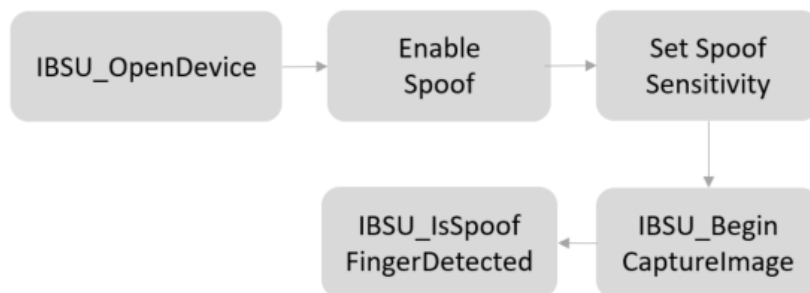 IBSU_OpenDevice
Enable
Spoof
Set Spoof
Sensitivity
IBSU_Begin
CaptureImage
IBSU_IsSpoof
FingerDetected